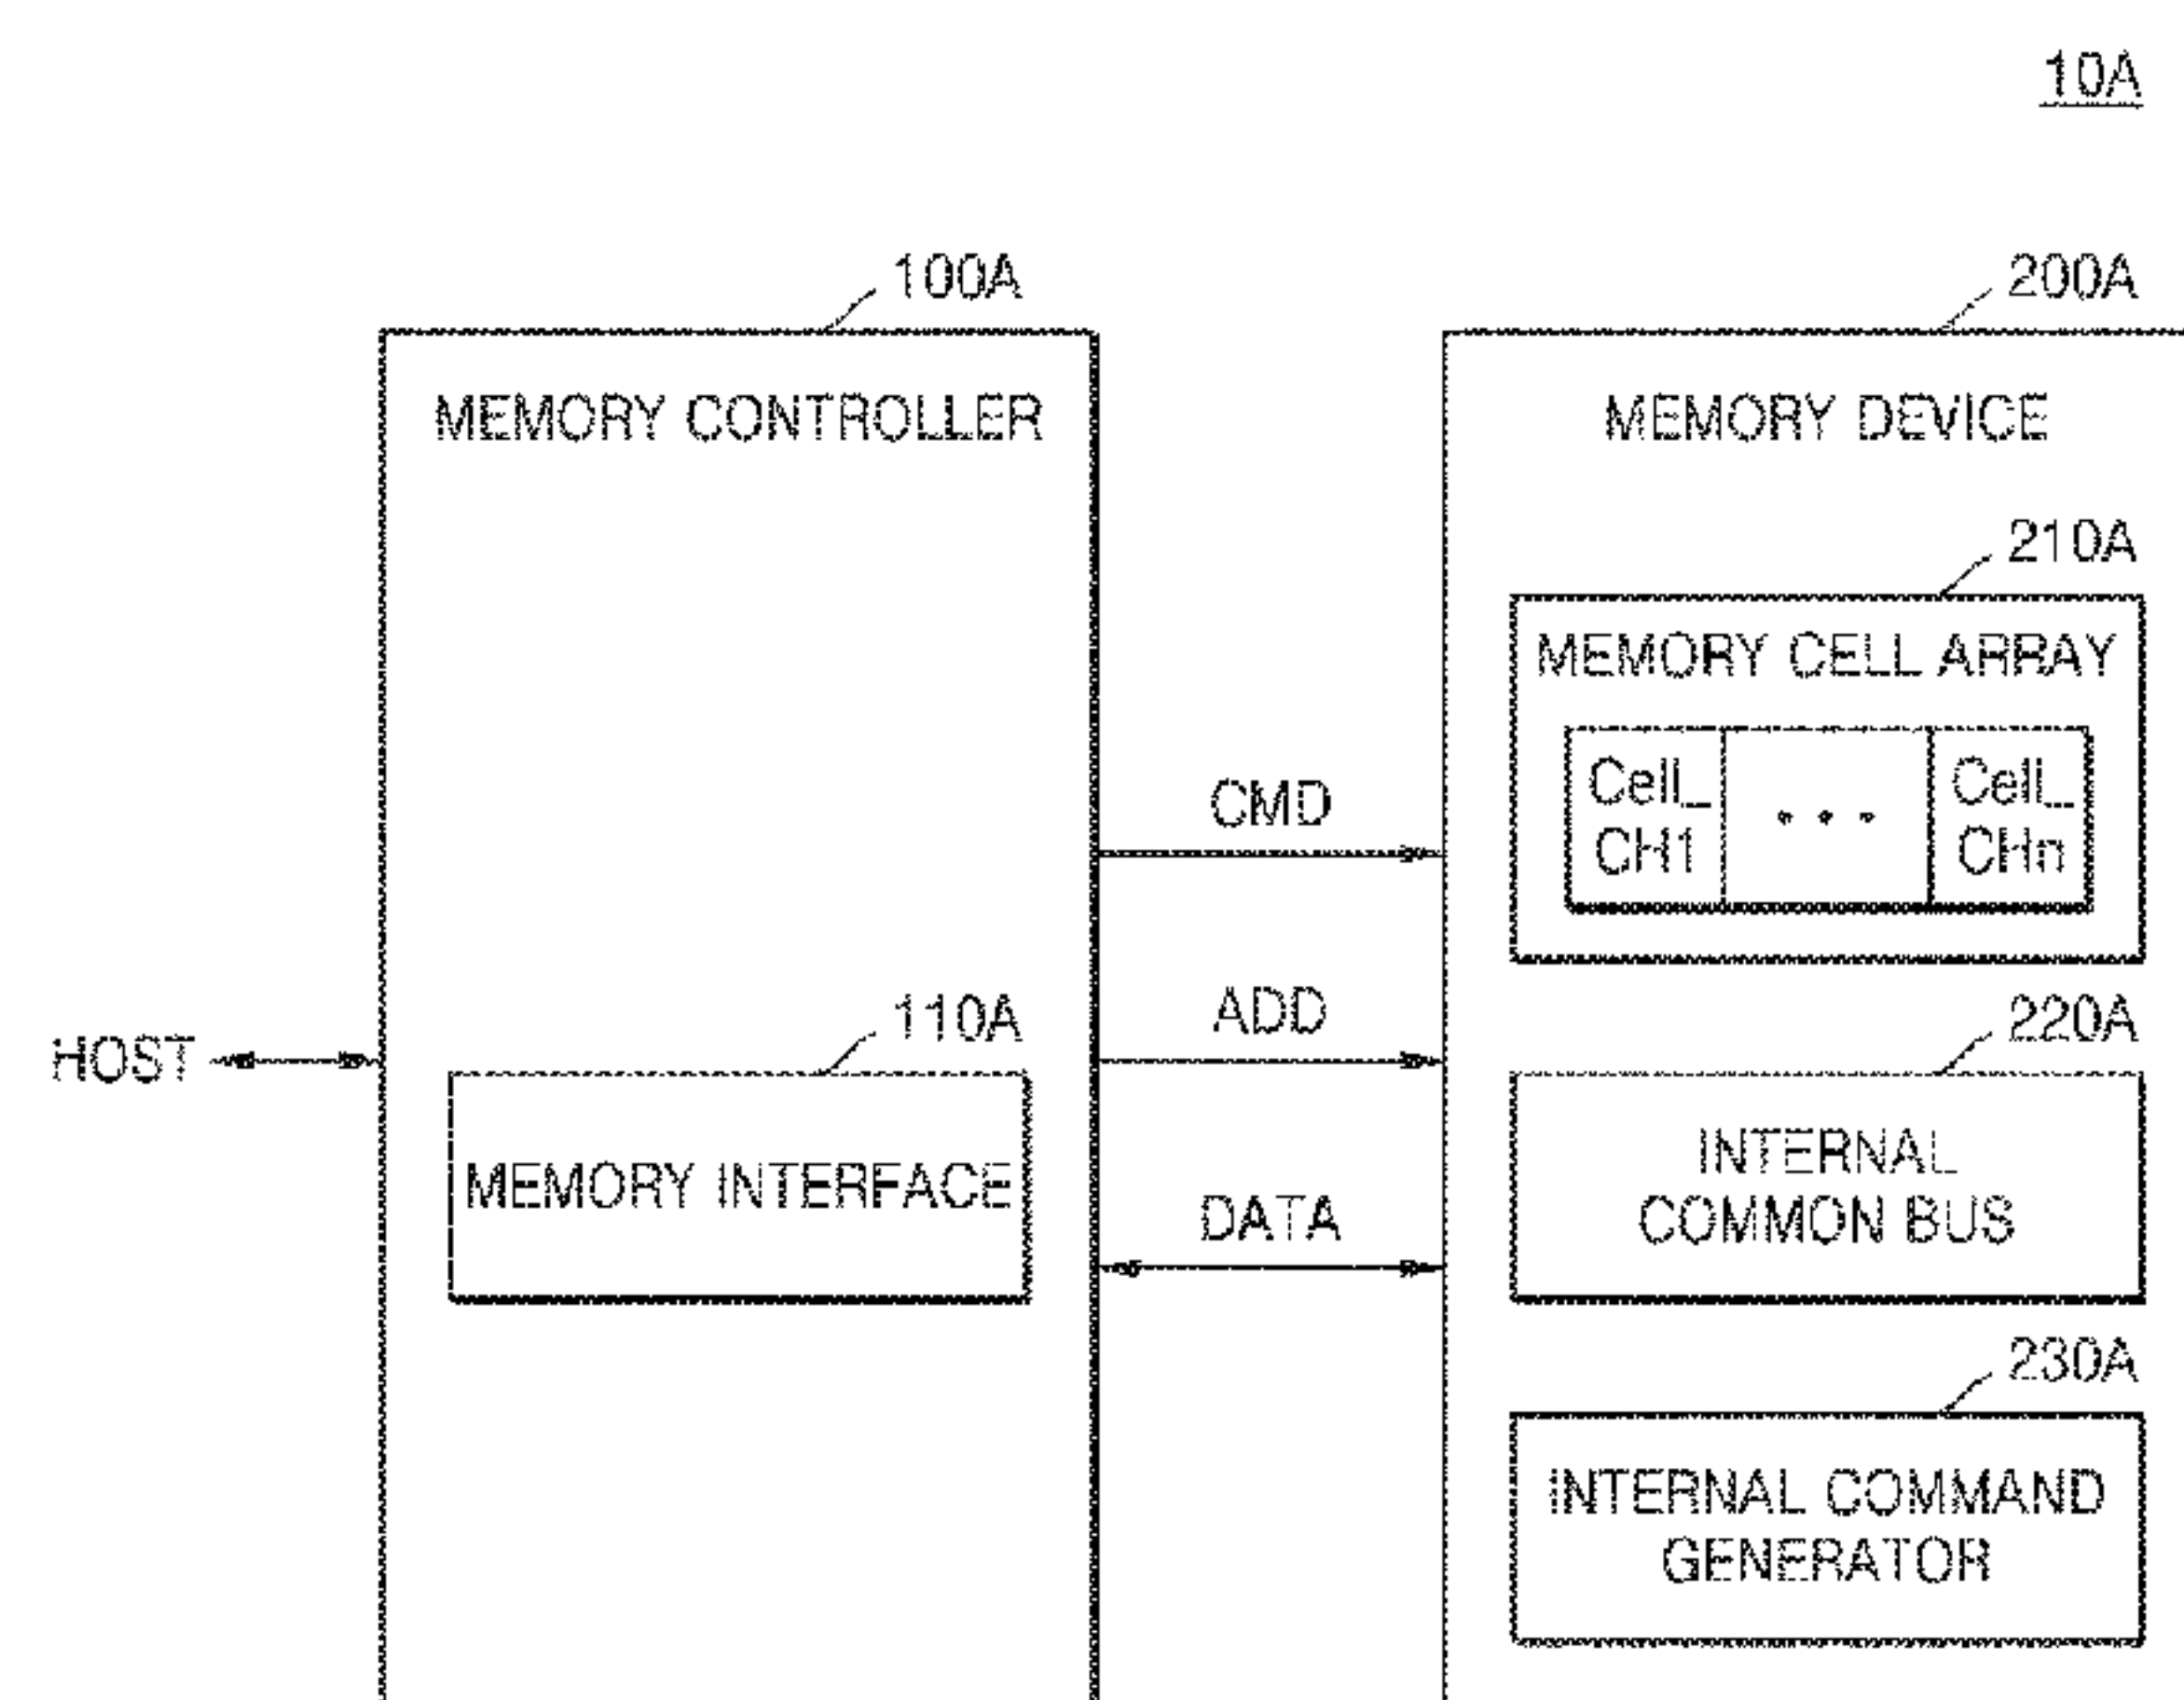 10A
100A
200A
MEMORY CONTROLLER
MEMORY DEVICE
210A
MEMORY CELL ARRAY
Cell_
CH1
• • •
Cell_
CHn
CMD
ADD
110A
220A
HOST
MEMORY INTERFACE
INTERNAL
COMMON BUS
DATA
230A
INTERNAL COMMAND
GENERATOR